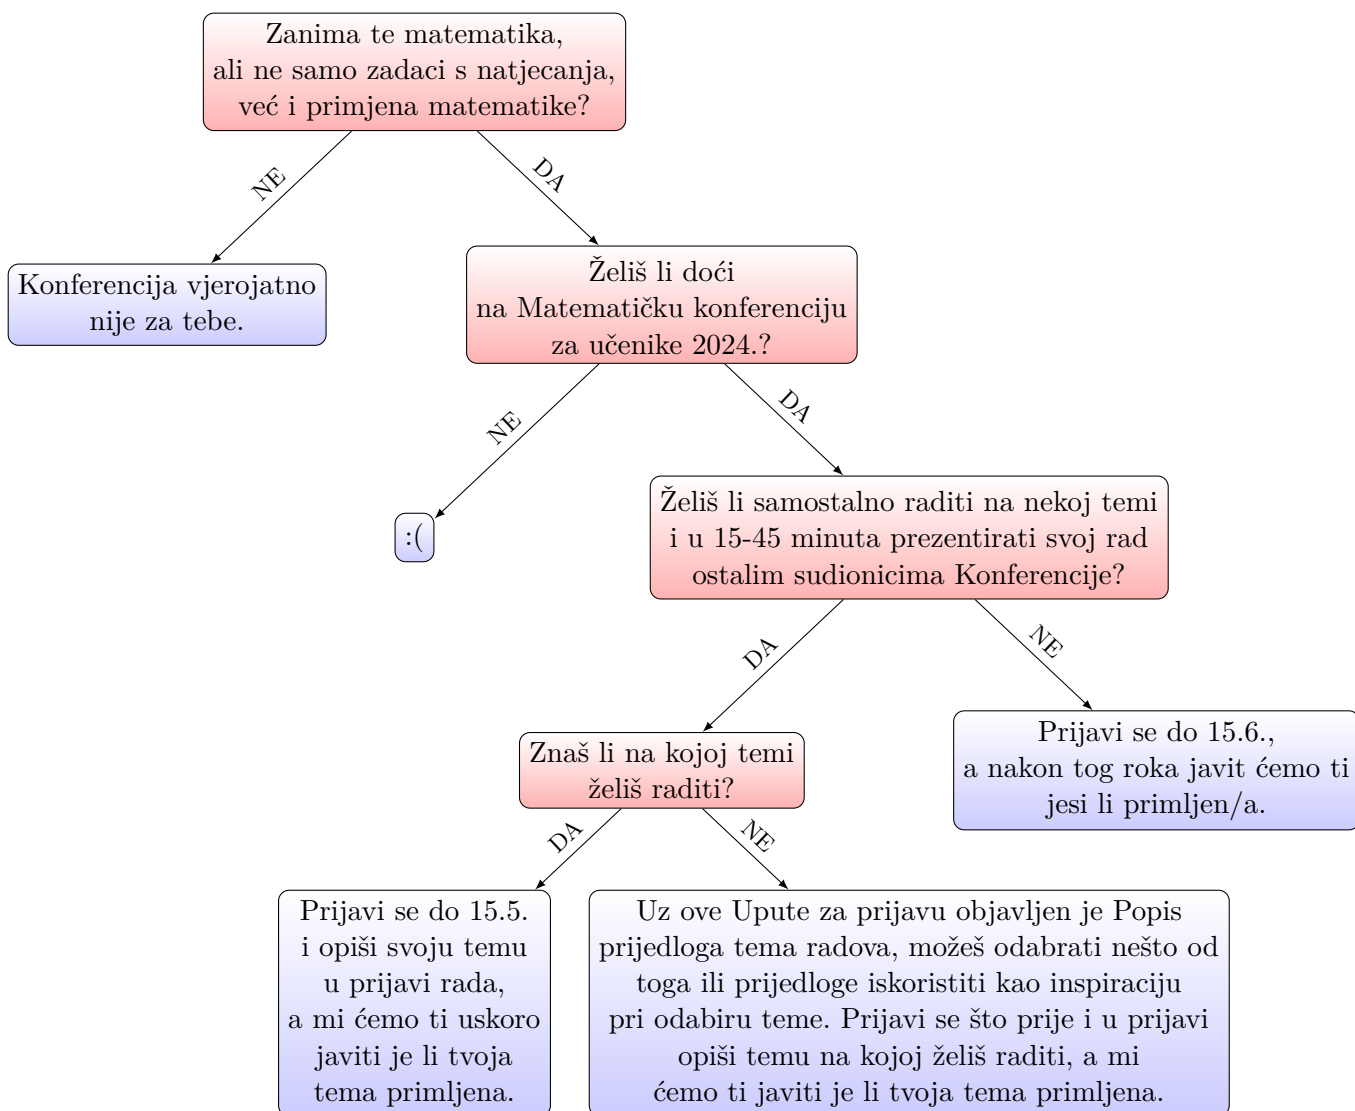 Zanima te matematika,
ali ne samo zadaci s natjecanja,
već i primjena matematike?
NE
DA
Konferencija vjerojatno
nije za tebe.
Želiš li doći
na Matematičku konferenciju
za učenike 2024.?
NE
DA
:(
Želiš li samostalno raditi na nekoj temi
i u 15-45 minuta prezentirati svoj rad
ostalim sudionicima Konferencije?
DA
NE
Znaš li na kojoj temi
želiš raditi?
Prijavi se do 15.6.,
a nakon tog roka javit ćemo ti
jesi li primljen/a.
DA
NE
Prijavi se do 15.5.
i opiši svoju temu
u prijavi rada,
a mi ćemo ti uskoro
javiti je li tvoja
tema primljena.
Uz ove Upute za prijavu objavljen je Popis
prijedloga tema radova, možeš odabrati nešto od
toga ili prijedloge iskoristiti kao inspiraciju
pri odabiru teme. Prijavi se što prije i u prijavi
opiši temu na kojoj želiš raditi, a mi
ćemo ti javiti je li tvoja tema primljena.